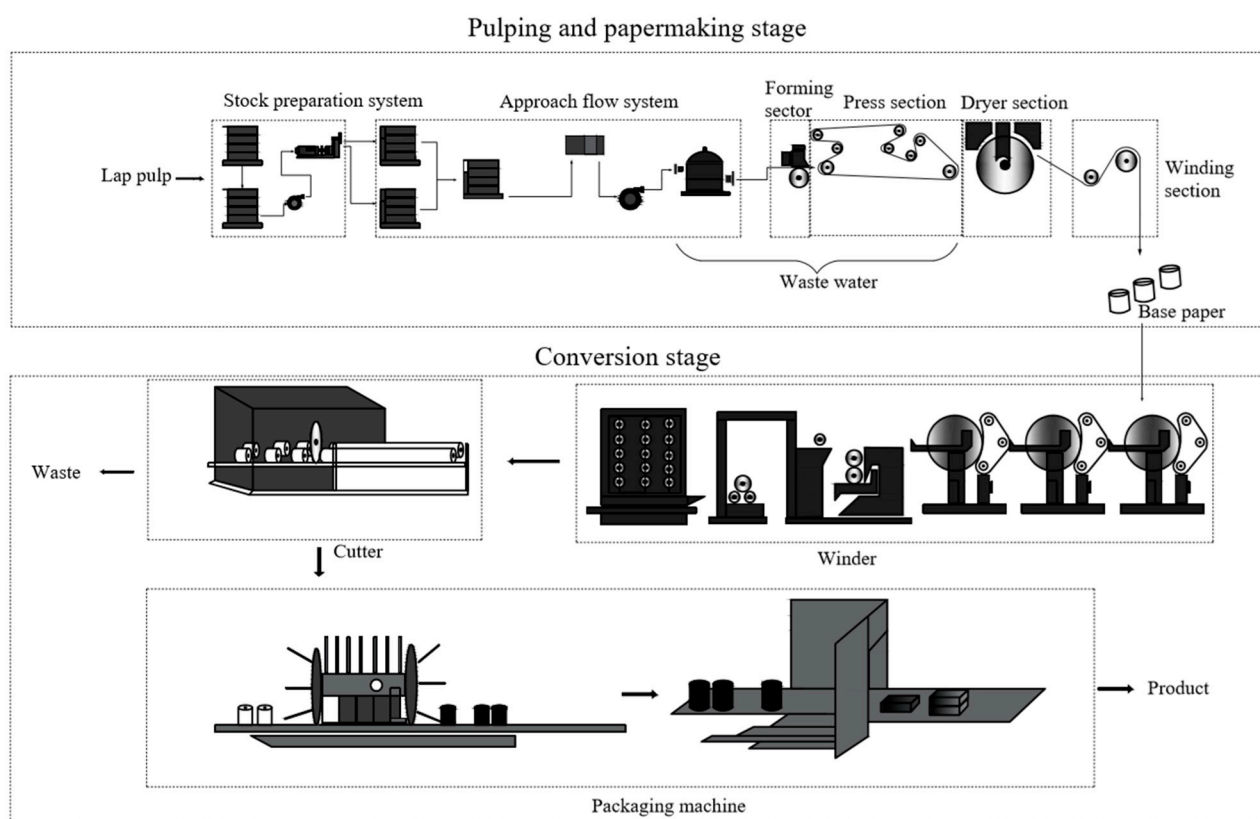 Pulping and papermaking stage
Stock preparation system
Approach flow system
Forming
sector
Press section
Dryer section
Lap pulp
Winding
section
Waste water
Base paper
Conversion stage
Waste
Cutter
Winder
Product
Packaging machine